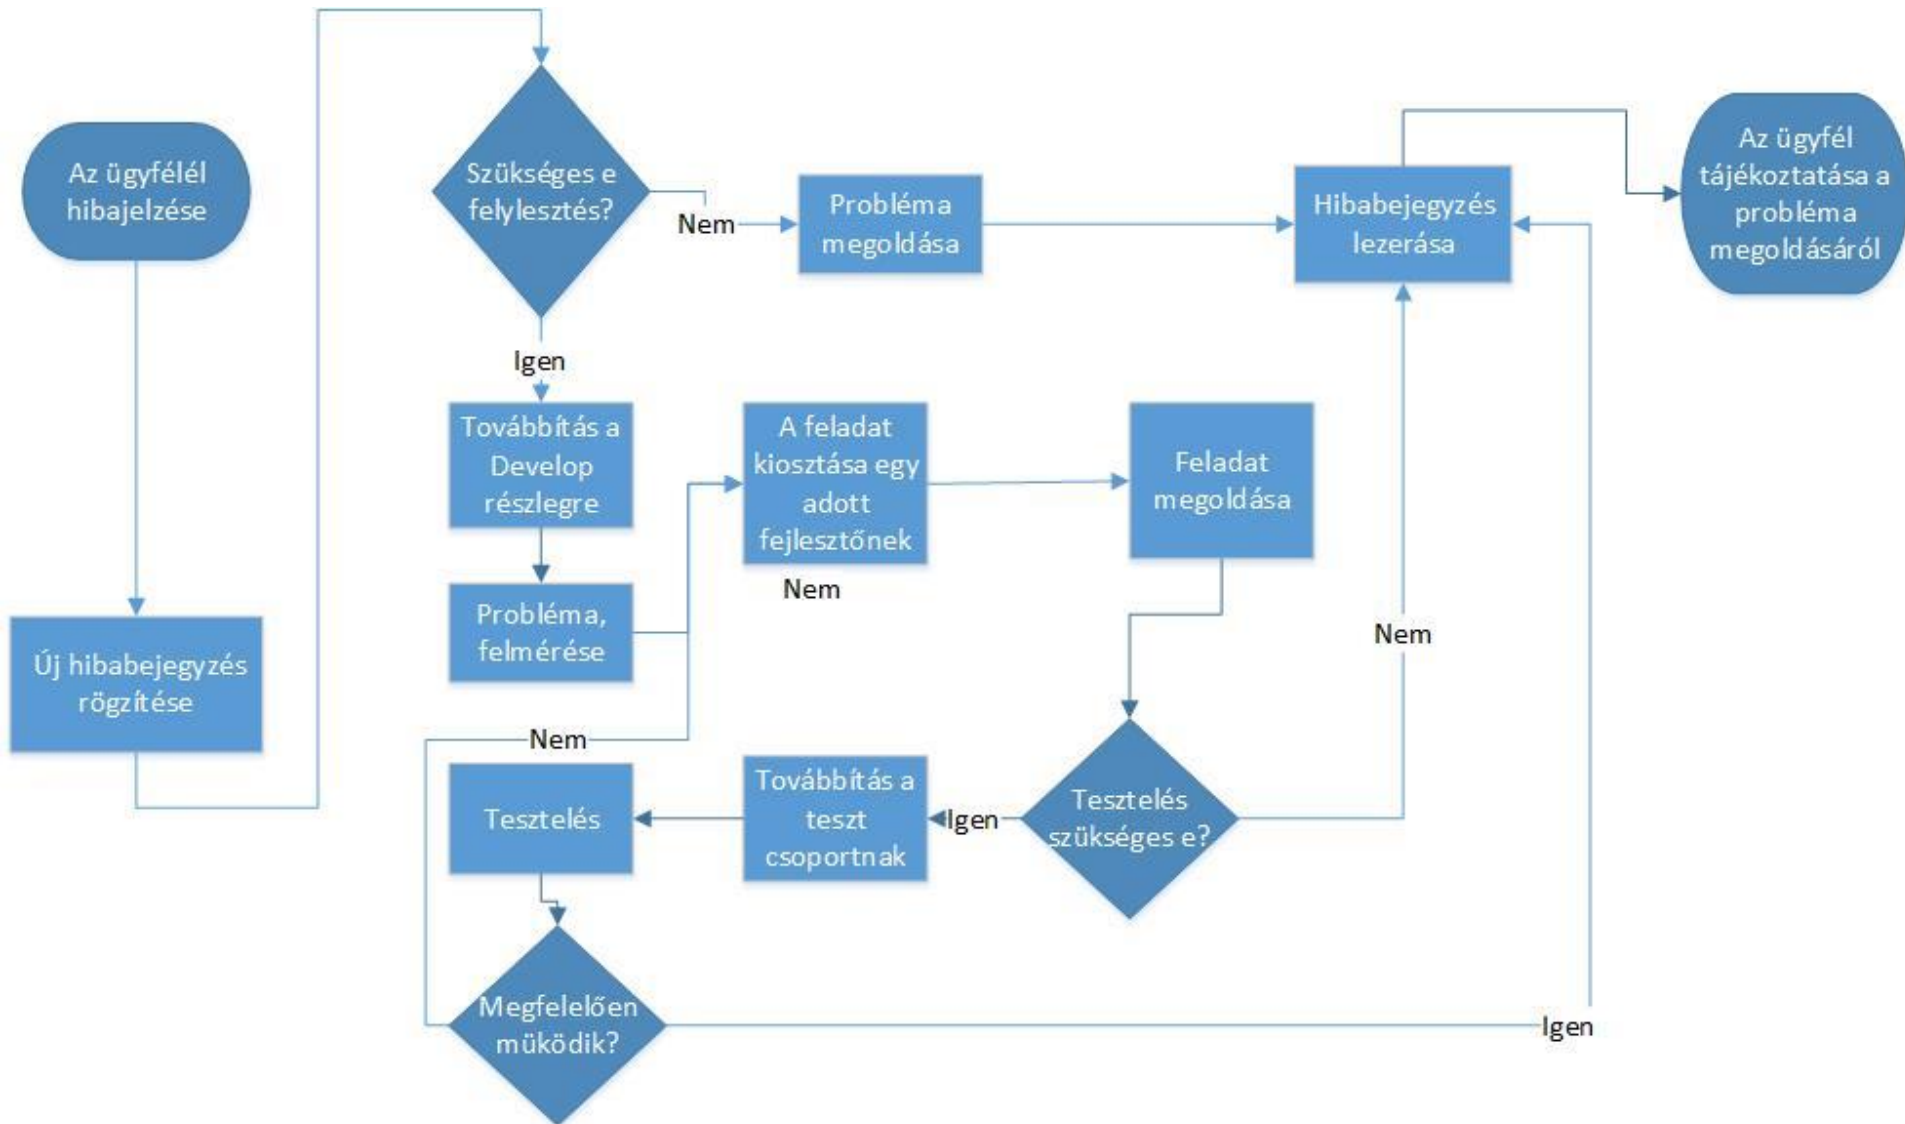 Az ügyfélél
hibajelzése
Új hibabejegyzés
rögzítése
Szükséges e
felylesztés?
Nem
Probléma
megoldása
Hibabejegyzés
lezerása
Az ügyfél
tájékoztatása a
probléma
megoldásáról
Igen
Továbbítás a
Develop
részlegre
Probléma,
felmérése
A feladat
kiosztása egy
adott
fejlesztőnek
Nem
Feladat
megoldása
Nem
Nem
Tesztelés
szükséges e?
Igen
Továbbítás a
teszt
csoportnak
Tesztelés
Megfelelően
müködik?
Igen